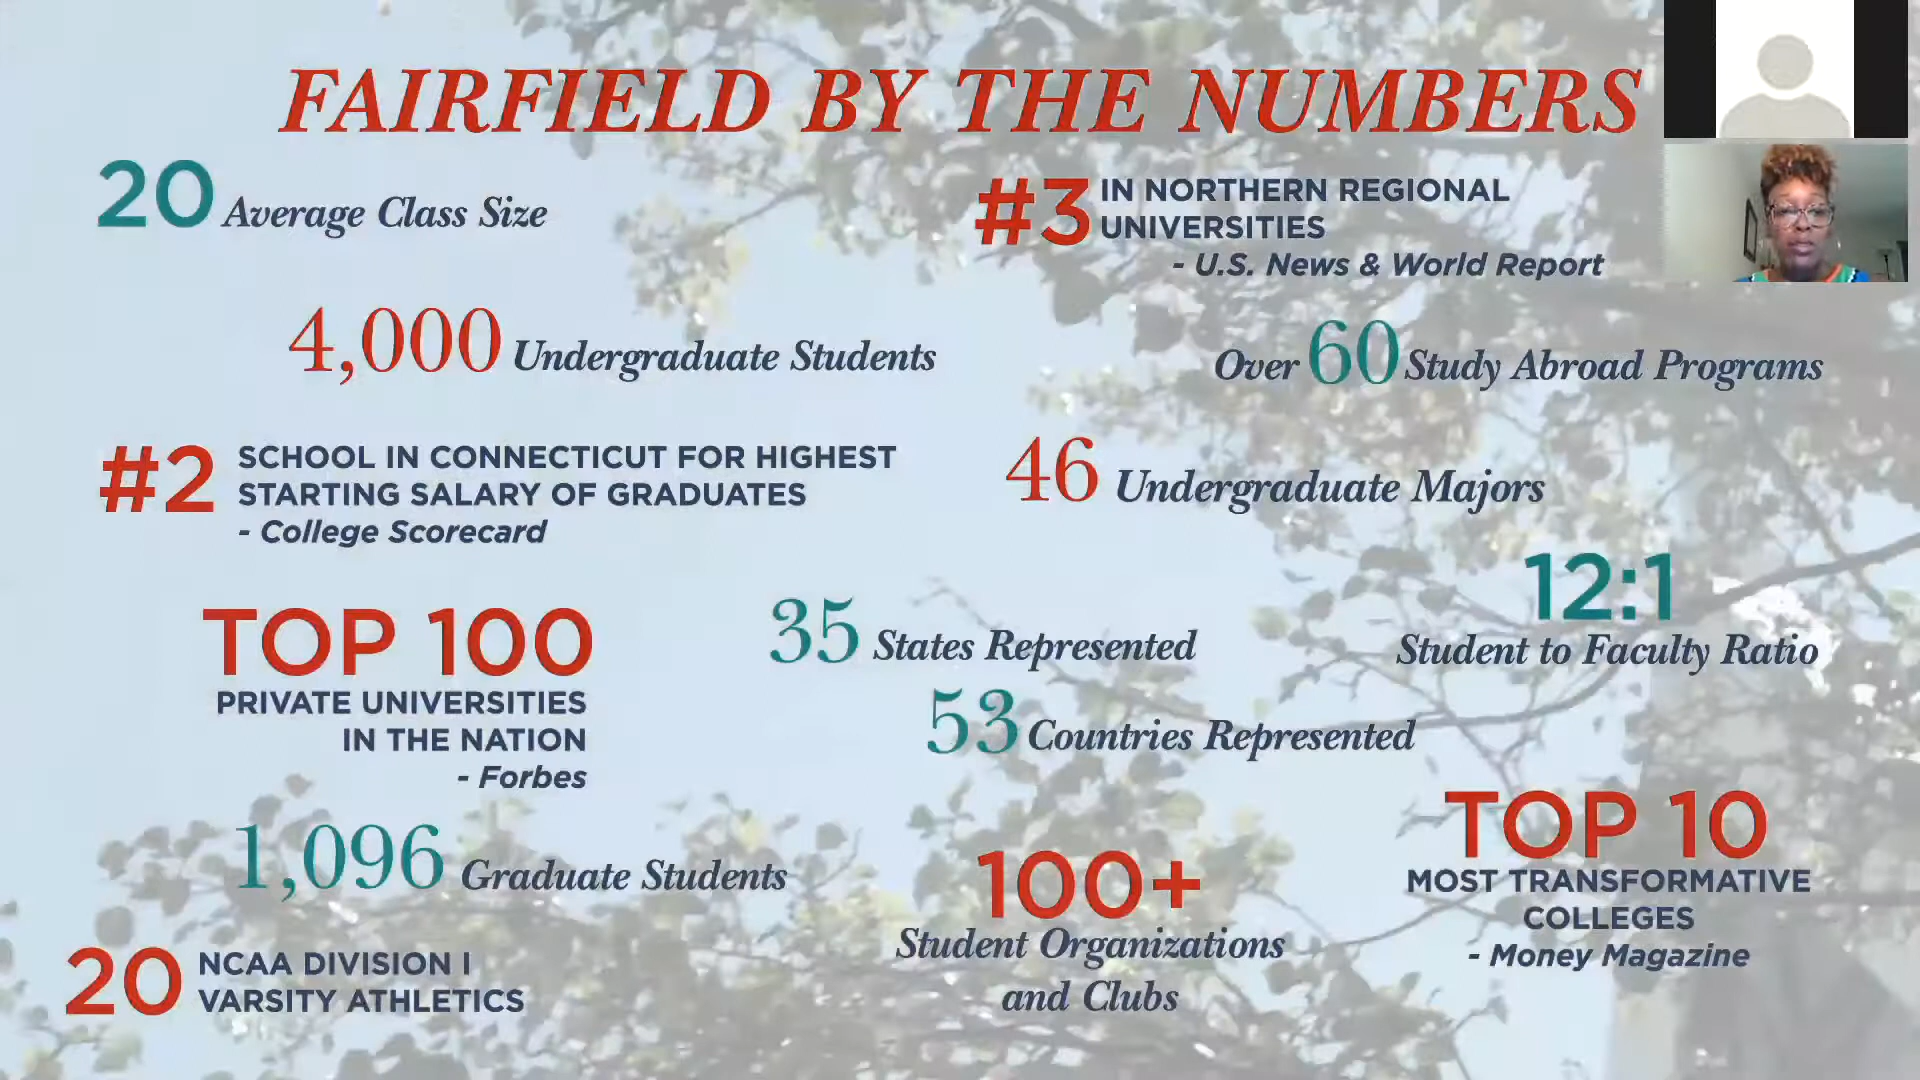 FAIRFIELD BY THE NUMBERS
20 Average Class Size
#3 IN NORTHERN REGIONAL
UNIVERSITIES
- U.S. News & World Report
4,000 Undergraduate Students
Over 60 Study Abroad Programs
#2 SCHOOL IN CONNECTICUT FOR HIGHEST
STARTING SALARY OF GRADUATES
- College Scorecard
46 Undergraduate Majors
12:1
Student to Faculty Ratio
TOP 100
PRIVATE UNIVERSITIES
IN THE NATION
- Forbes
35 States Represented
53 Countries Represented
1,096 Graduate Students
100+
Student Organizations
and Clubs
TOP 10
MOST TRANSFORMATIVE
COLLEGES
- Money Magazine
20 NCAA DIVISION I
VARSITY ATHLETICS